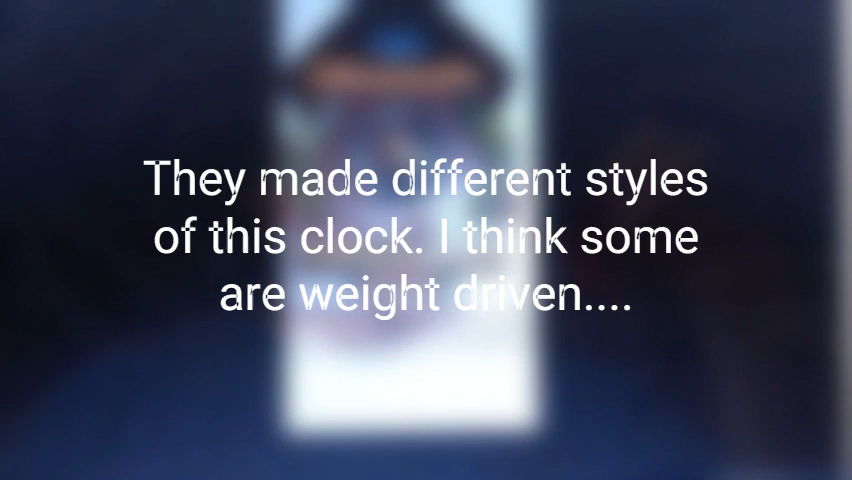 They made different styles
of this clock. I think some
are weight driven....